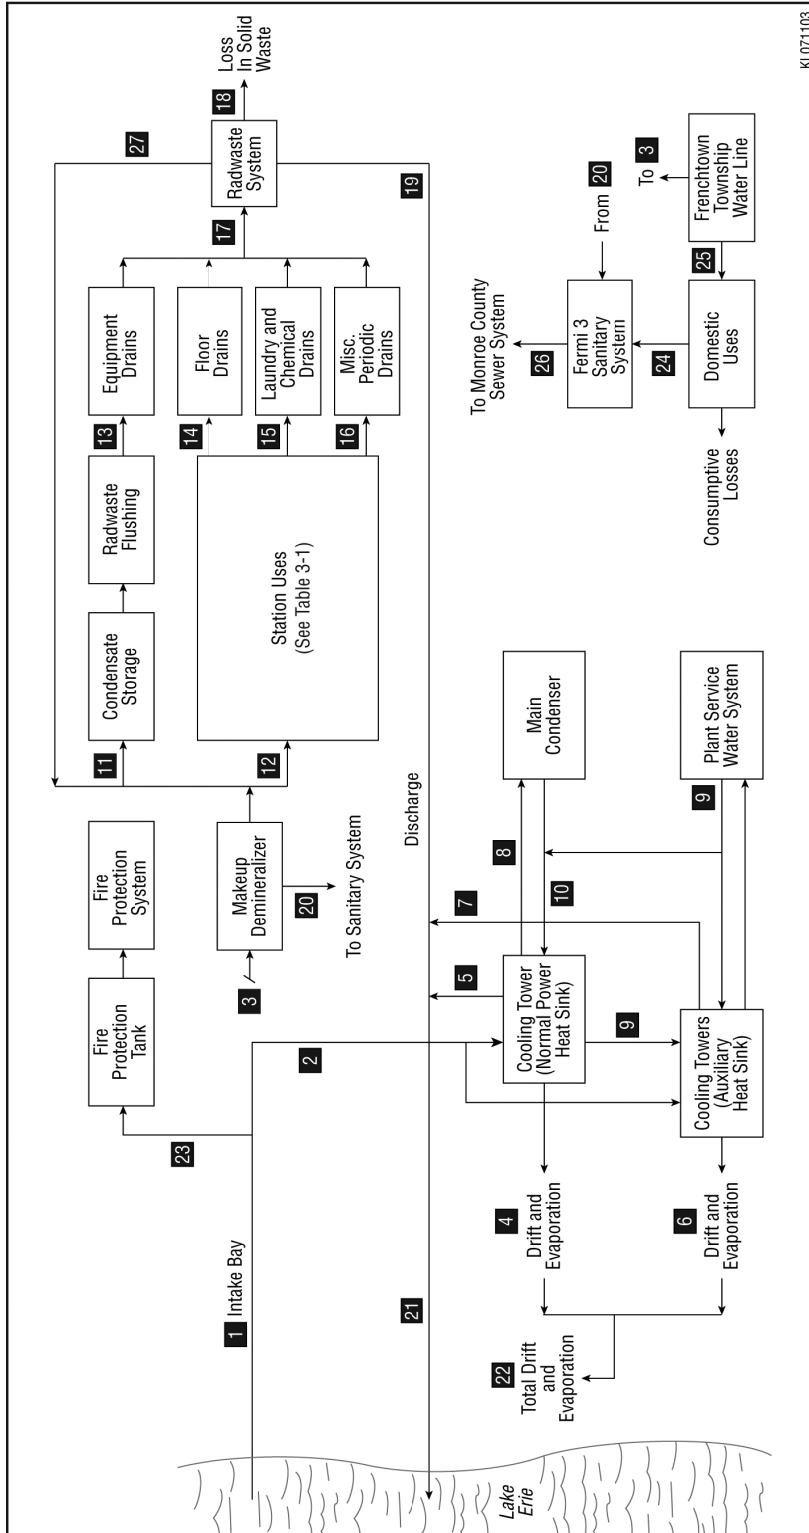 Fire
Protection
Tank
Fire
Protection
System
Condensate
Storage
Radwaste
Flushing
Equipment
Drains
Floor
Drains
Laundry and
Chemical
Drains
Misc.
Periodic
Drains
Radwaste
System
Loss
In Solid
Waste
11
12
13
14
15
16
17
18
19
27
Station Uses
(See Table 3-1)
Makeup
Demineralizer
3
20
To Sanitary System
23
1
Intake Bay
2
21
Discharge
5
7
Cooling Tower
(Normal Power
Heat Sink)
8
10
Main
Condenser
9
Cooling Towers
(Auxiliary
Heat Sink)
9
Plant Service
Water System
4
Drift and
Evaporation
6
Drift and
Evaporation
22
Total Drift
and
Evaporation
Lake
Erie
To Monroe County
Sewer System
26
Fermi 3
Sanitary
System
From 20
24
Consumptive
Losses
Domestic
Uses
25
Frenchtown
Township
Water Line
To 3
KL071103